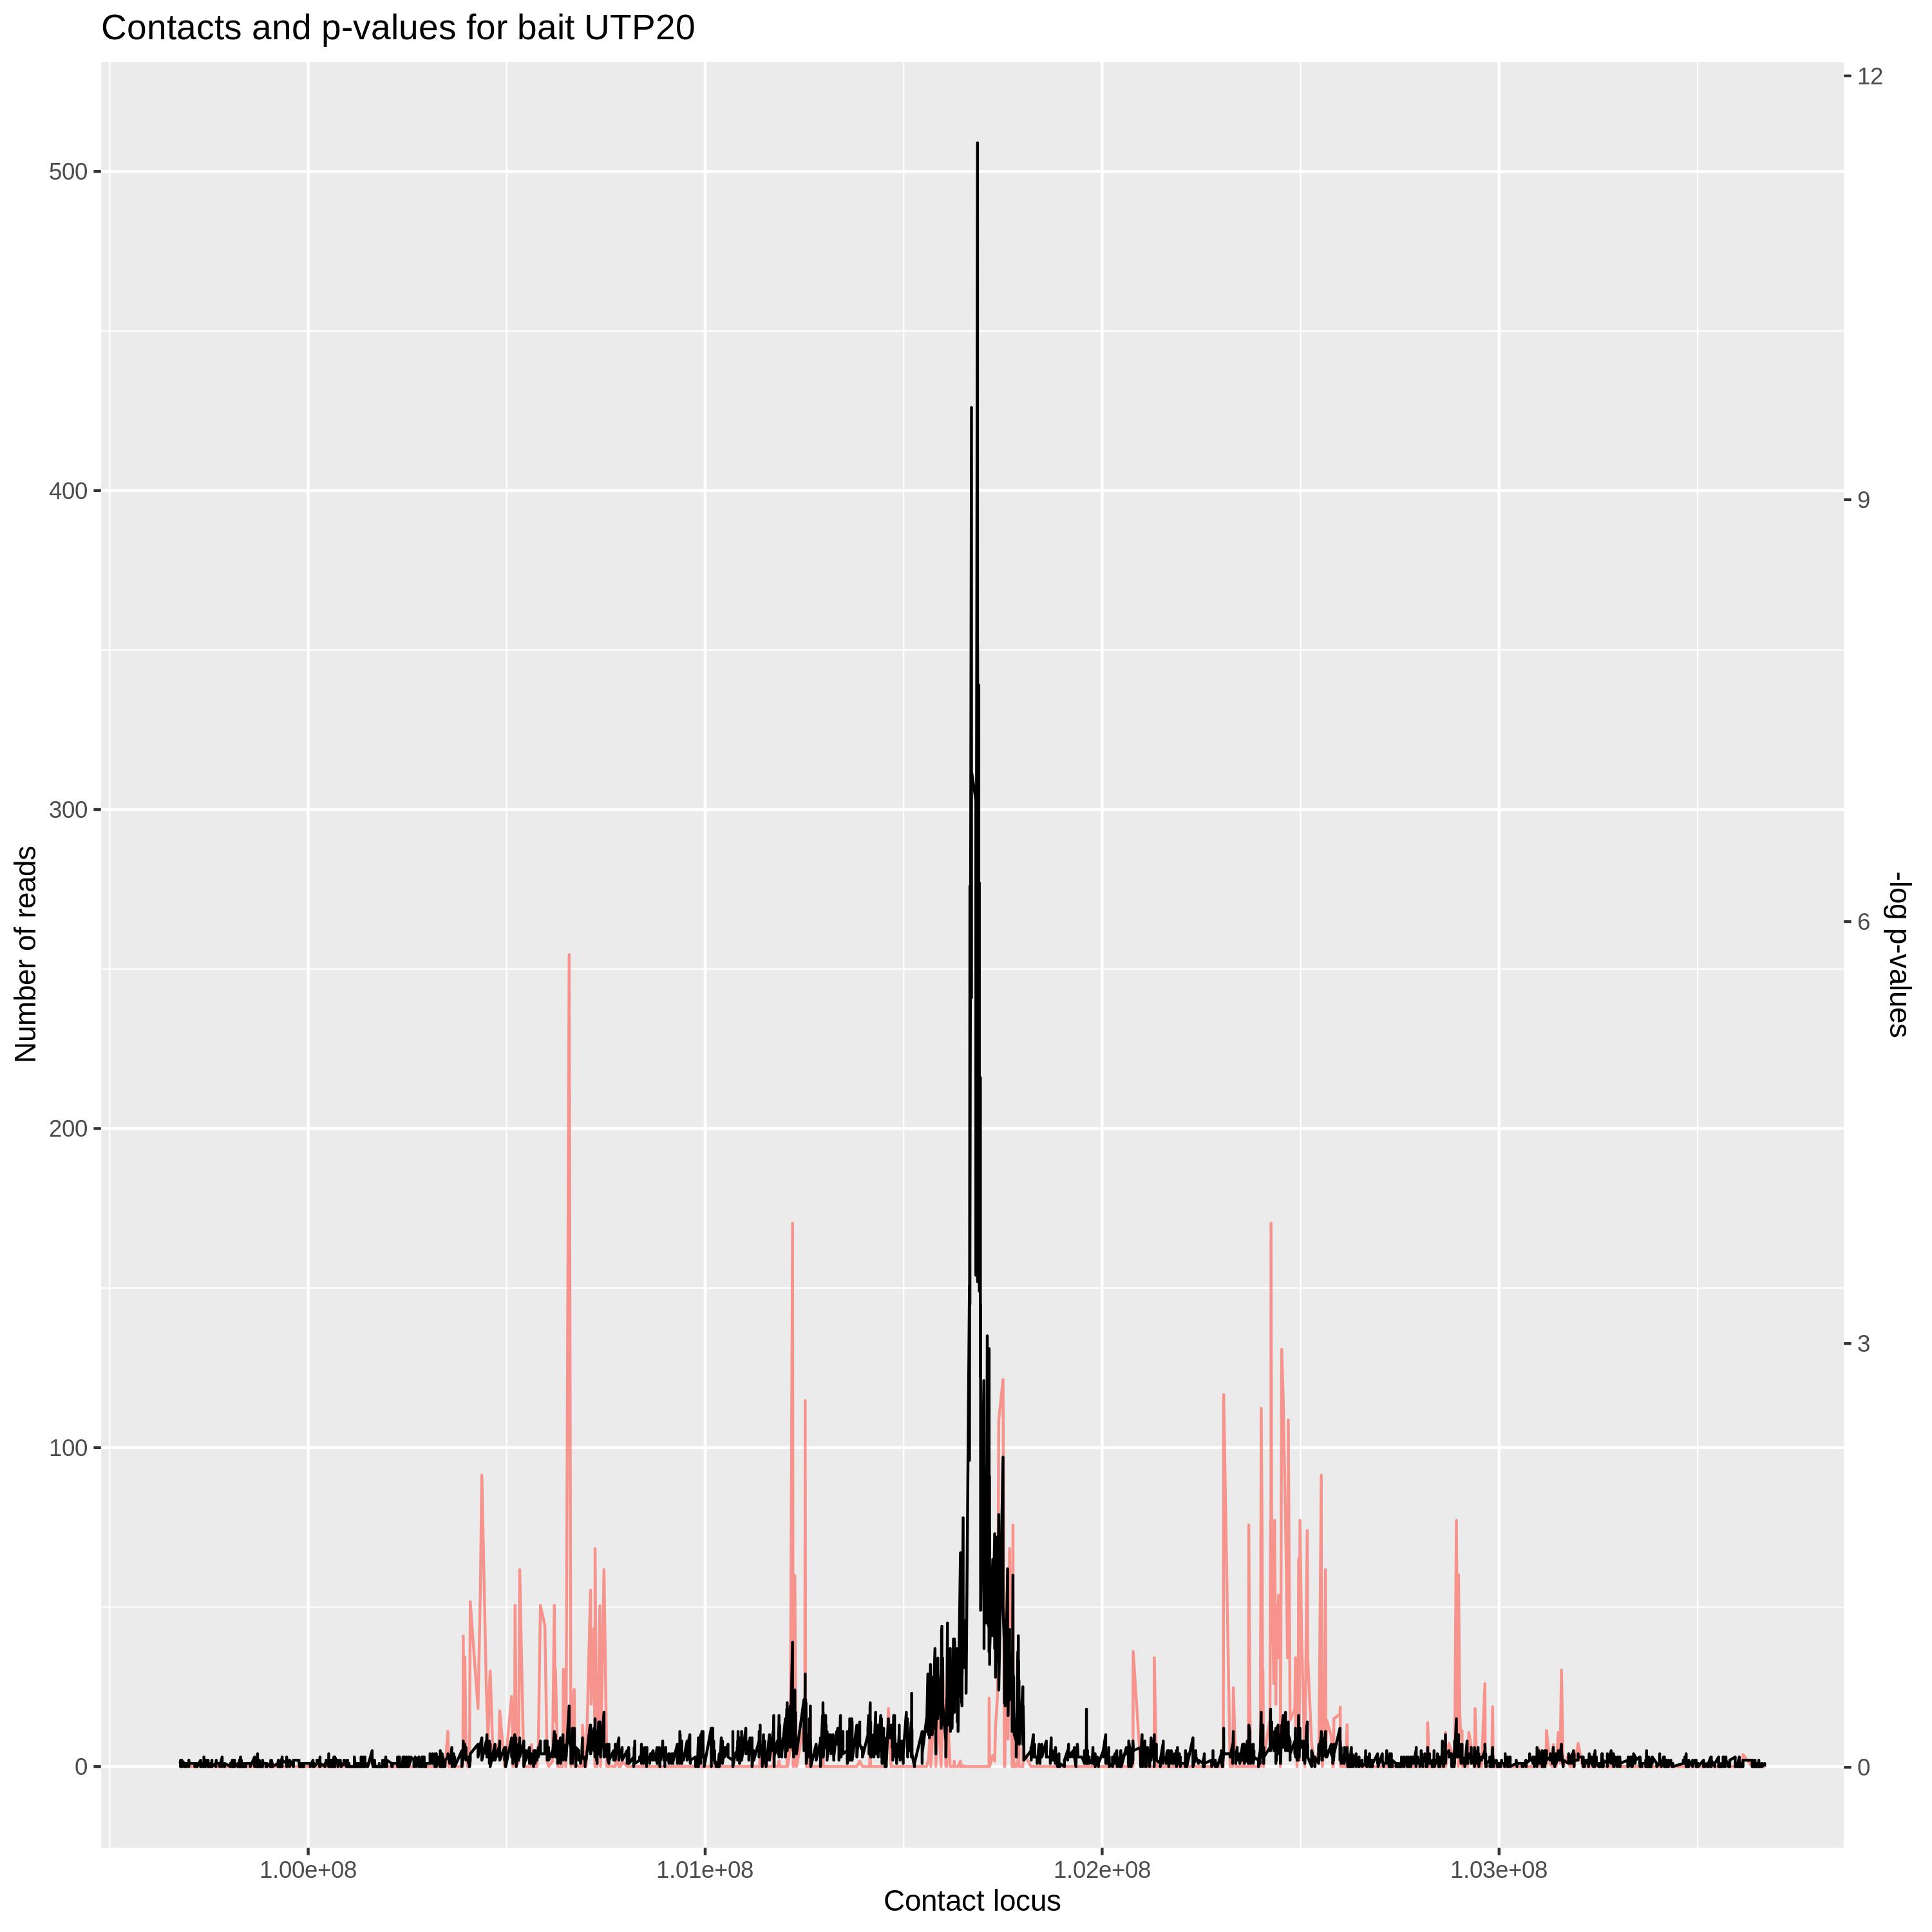 Contacts and p-values for bait UTP20
Number of reads
500
400
300
200
100
0
12
9
6
3
0
-log p-values
1.00e+08
1.01e+08
1.02e+08
1.03e+08
Contact locus